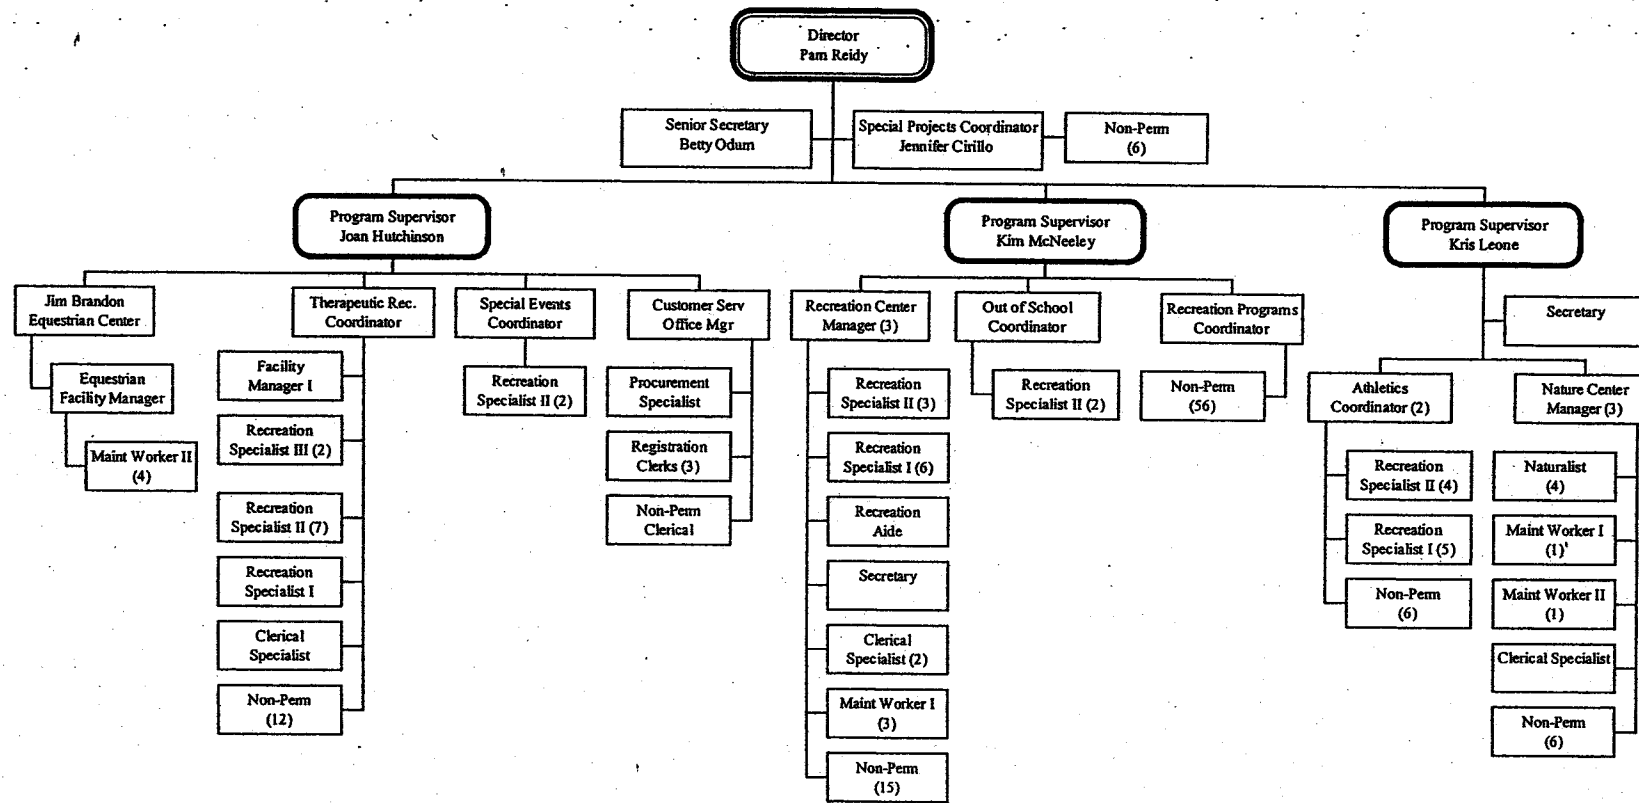 Director
Pam Reidy
Senior Secretary
Betty Odum
Special Projects Coordinator
Jennifer Cirillo
Non-Perm
(6)
Program Supervisor
Joan Hutchinson
Program Supervisor
Kim McNeeley
Program Supervisor
Kris Leone
Jim Brandon
Equestrian Center
Equestrian
Facility Manager
Maint Worker II
(4)
Therapeutic Rec.
Coordinator
Facility
Manager I
Recreation
Specialist III (2)
Recreation
Specialist II (7)
Recreation
Specialist I
Clerical
Specialist
Non-Perm
(12)
Special Events
Coordinator
Recreation
Specialist II (2)
Customer Serv
Office Mgr
Procurement
Specialist
Registration
Clerks (3)
Non-Perm
Clerical
Recreation Center
Manager (3)
Recreation
Specialist II (3)
Recreation
Specialist I (6)
Recreation
Aide
Secretary
Clerical
Specialist (2)
Maint Worker I
(3)
Non-Perm
(15)
Out of School
Coordinator
Recreation
Specialist II (2)
Recreation Programs
Coordinator
Non-Perm
(56)
Secretary
Athletics
Coordinator (2)
Recreation
Specialist II (4)
Recreation
Specialist I (5)
Non-Perm
(6)
Nature Center
Manager (3)
Naturalist
(4)
Maint Worker I
(1)
Maint Worker II
(1)
Clerical Specialist
Non-Perm
(6)